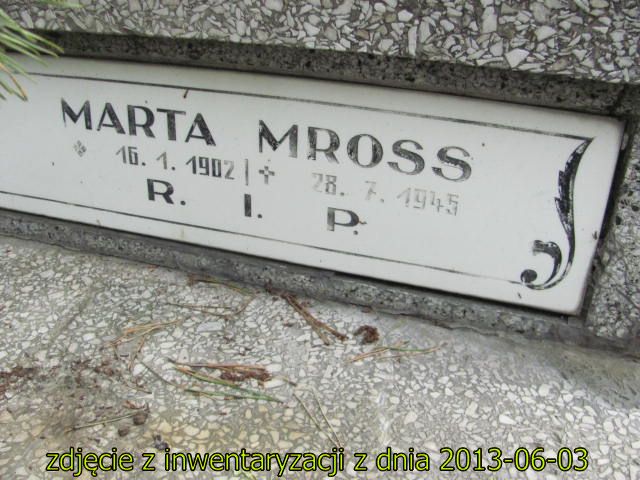 MARTA MROSS
* 16. 1. 1902 | ✝ 28. 7. 1945
R. I. P.
zdjęcie z inwentaryzacji z dnia 2013-06-03